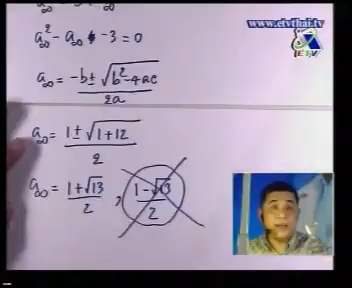 www.etvthai.tv
ETV
a∞² - a∞ - 3 = 0
a∞ = -b ± √b² - 4ac / 2a
a∞ = 1 ± √1 + 12 / 2
a∞ = 1 + √13 / 2 , 1 - √13 / 2